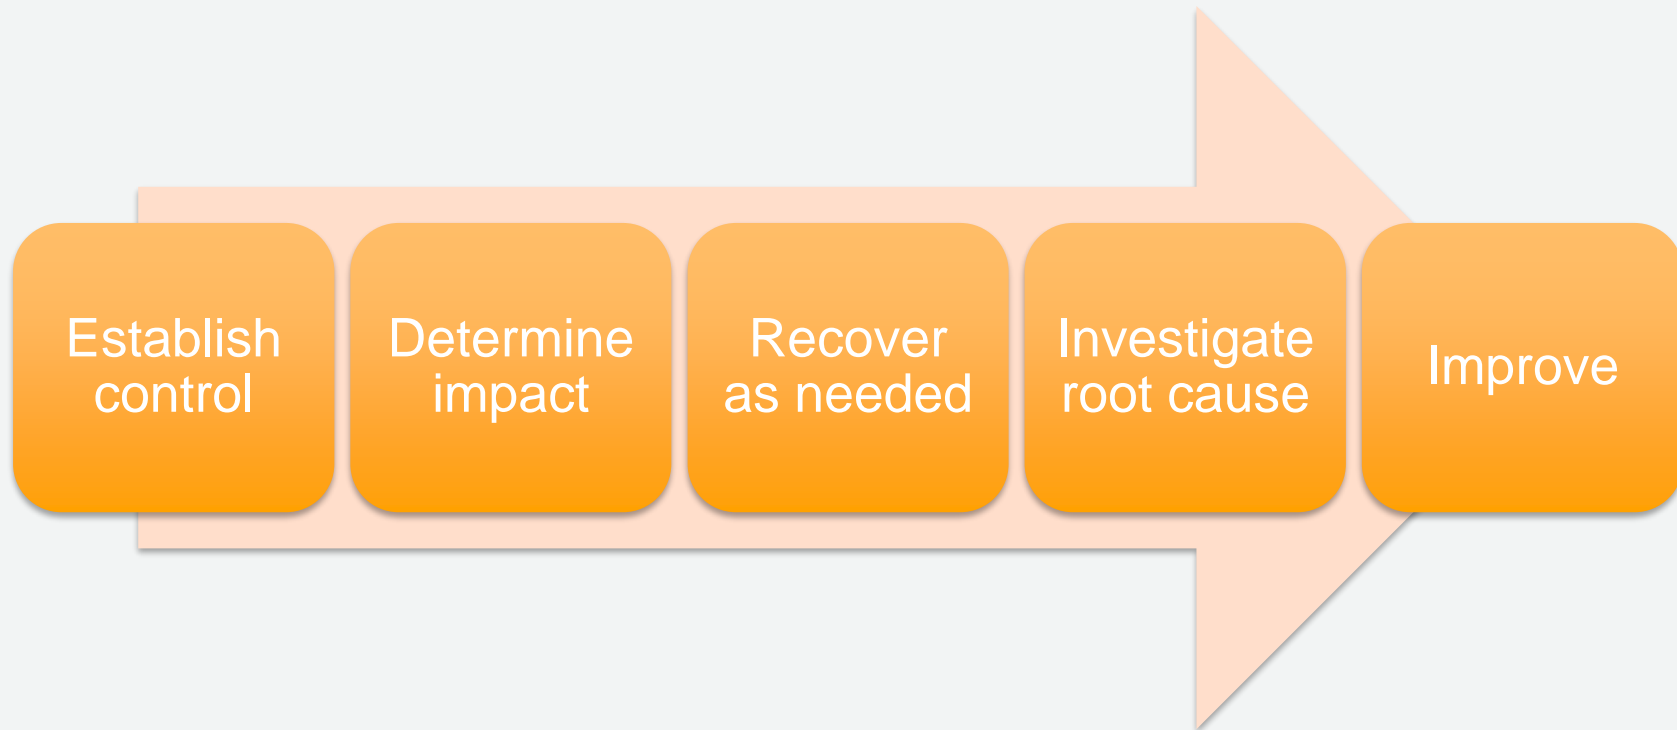 Establish
control
Determine
impact
Recover
as needed
Investigate
root cause
Improve